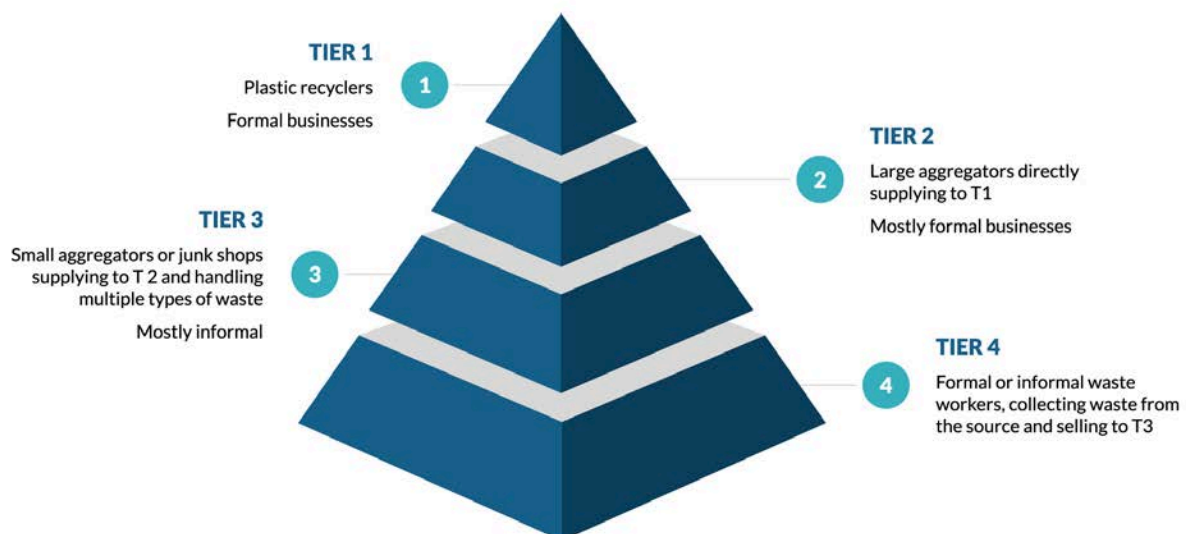 TIER 1
1
Plastic recyclers
Formal businesses
TIER 2
2
Large aggregators directly
supplying to T1
Mostly formal businesses
TIER 3
Small aggregators or junk shops
supplying to T 2 and handling
multiple types of waste
3
Mostly informal
TIER 4
4
Formal or informal waste
workers, collecting waste from
the source and selling to T3